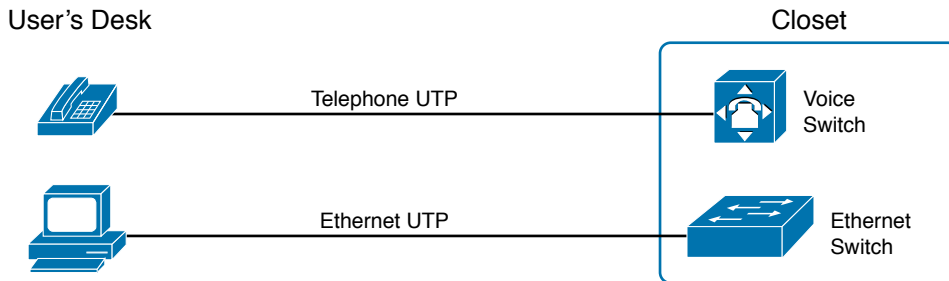 User's Desk
Closet
Telephone UTP
Voice
Switch
Ethernet UTP
Ethernet
Switch